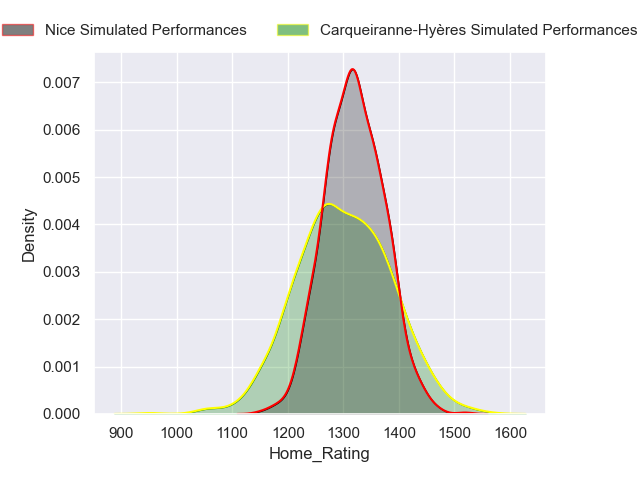 Nice Simulated Performances
Carqueiranne-Hyères Simulated Performances
0.007
0.006
0.005
0.004
0.003
0.002
0.001
0.000
Density
900 1000 1100 1200 1300 1400 1500 1600
Home_Rating